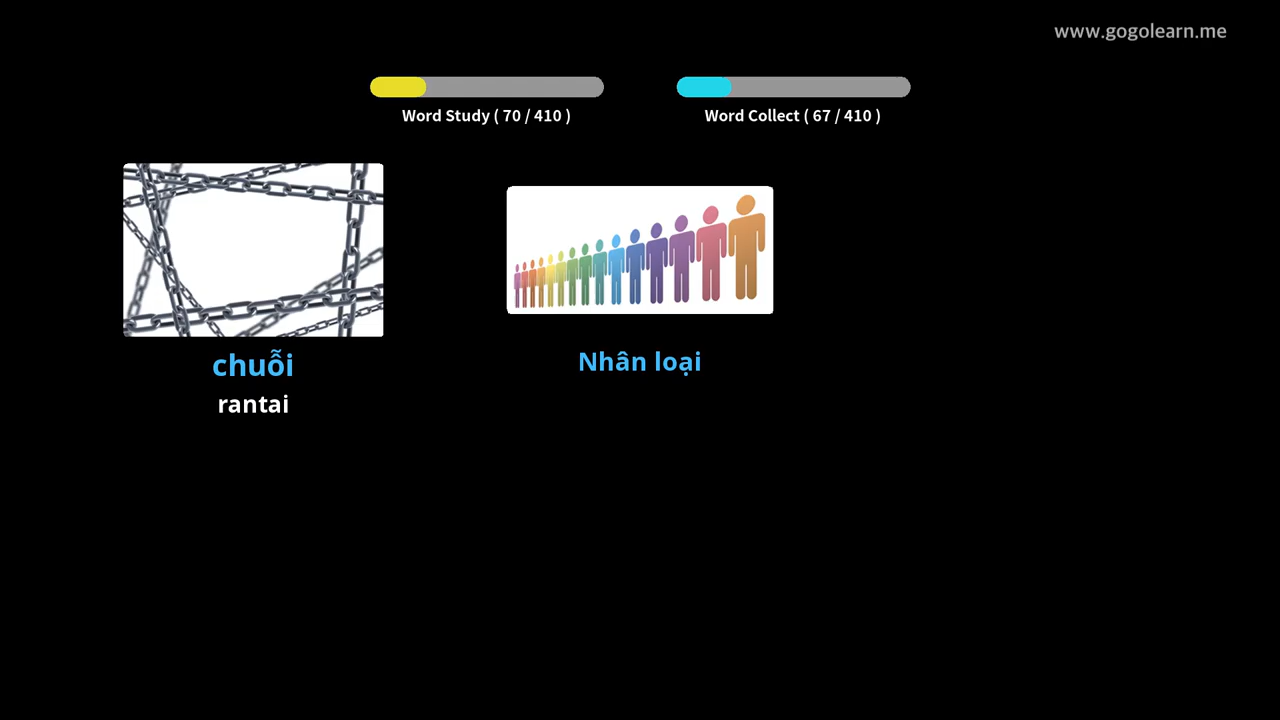 www.gogolearn.me
Word Study ( 70 / 410 )
Word Collect ( 67 / 410 )
chuỗi
rantai
Nhân loại